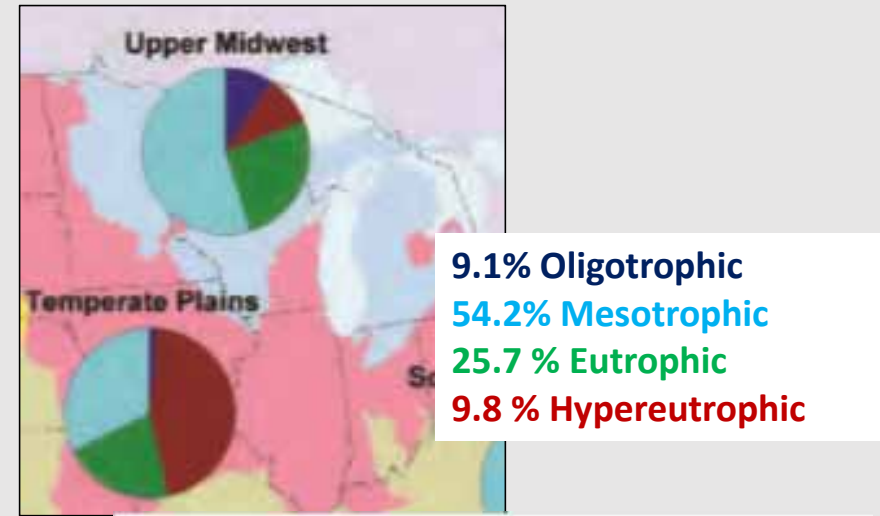 Upper Midwest
9.1% Oligotrophic
54.2% Mesotrophic
25.7 % Eutrophic
9.8 % Hypereutrophic
Temperate Plains